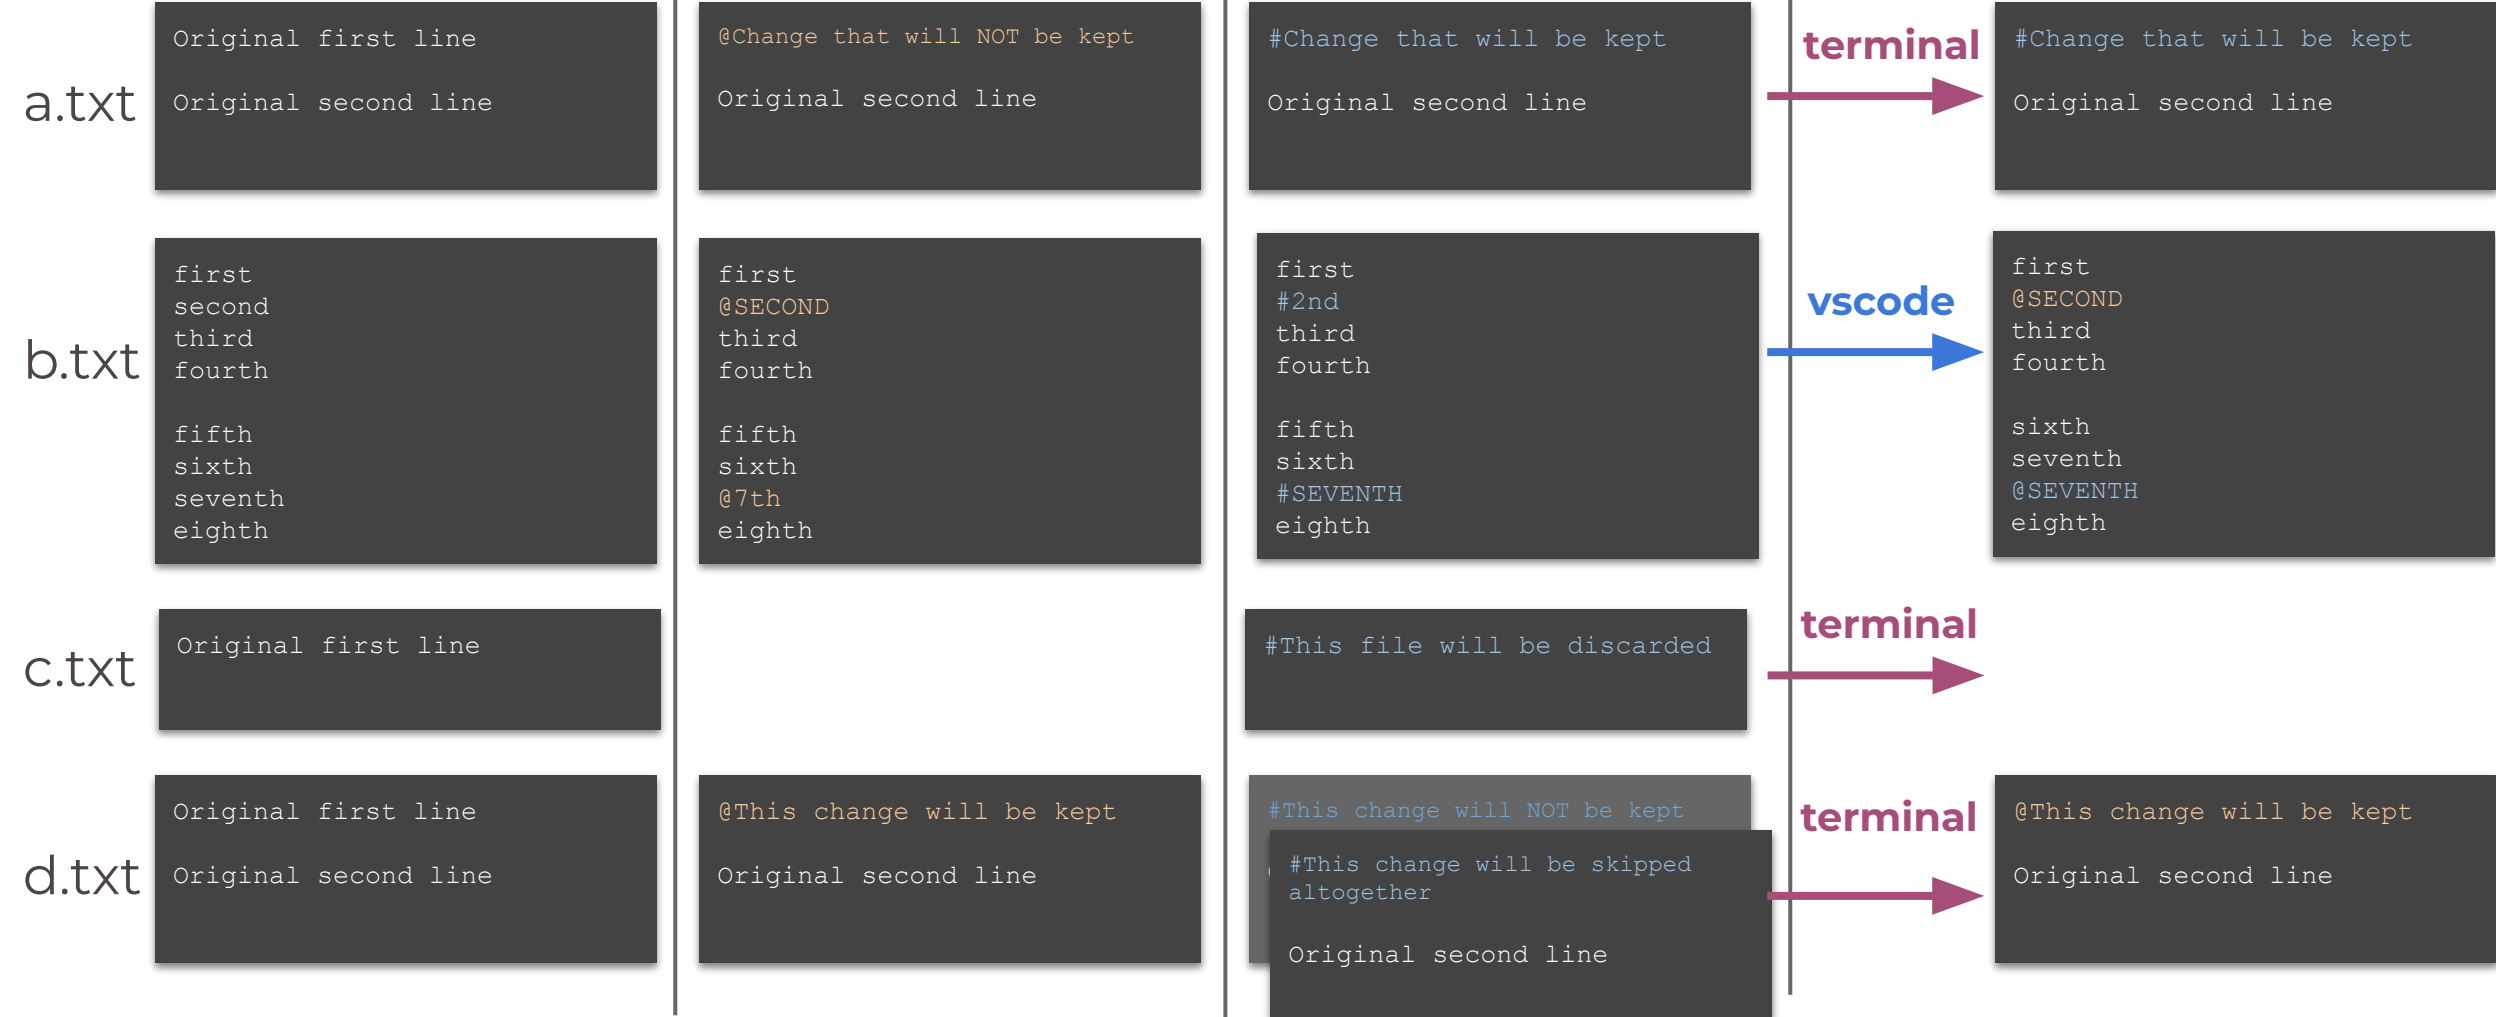 a.txt
Original first line
Original second line
@Change that will NOT be kept
Original second line
#Change that will be kept
Original second line
terminal
#Change that will be kept
Original second line
b.txt
first
second
third
fourth
fifth
sixth
seventh
eighth
first
@SECOND
third
fourth
fifth
sixth
@7th
eighth
first
#2nd
third
fourth
fifth
sixth
#SEVENTH
eighth
vscode
first
@SECOND
third
fourth
sixth
seventh
@SEVENTH
eighth
c.txt
Original first line
#This file will be discarded
terminal
d.txt
Original first line
Original second line
@This change will be kept
Original second line
#This change will NOT be kept
#This change will be skipped
altogether
Original second line
terminal
@This change will be kept
Original second line